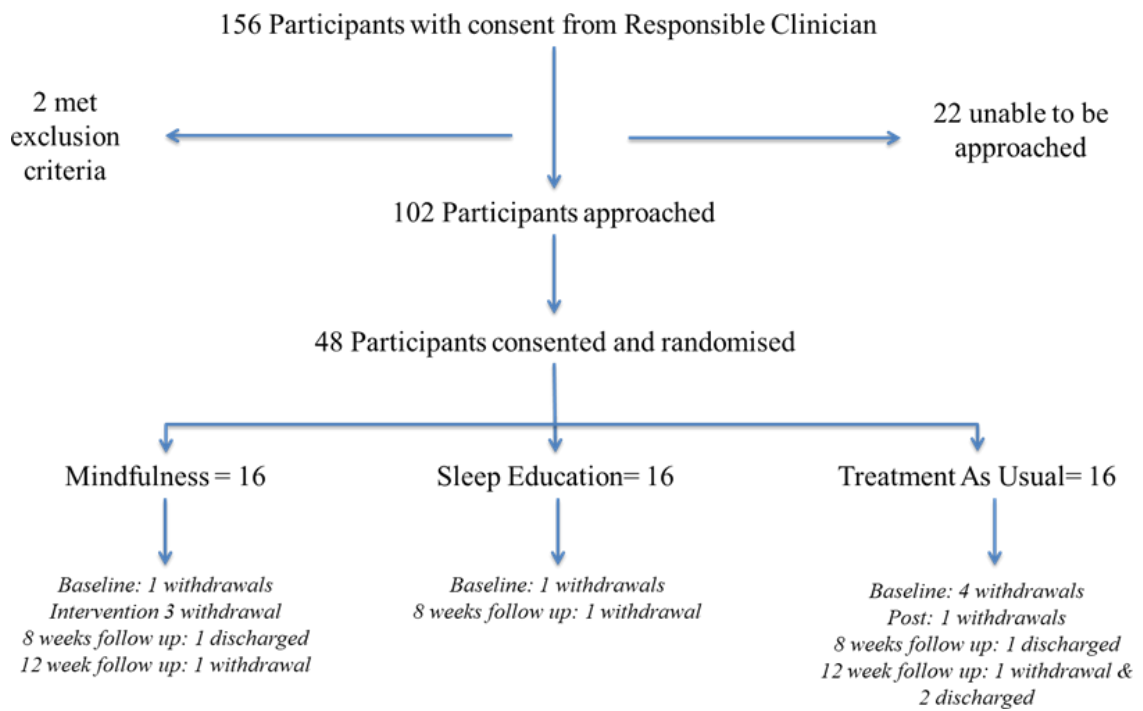 156 Participants with consent from Responsible Clinician
2 met
exclusion
criteria
22 unable to be
approached
102 Participants approached
48 Participants consented and randomised
Mindfulness = 16
Sleep Education= 16
Treatment As Usual= 16
Baseline: 1 withdrawals
Intervention 3 withdrawal
8 weeks follow up: 1 discharged
12 week follow up: 1 withdrawal
Baseline: 1 withdrawals
8 weeks follow up: 1 withdrawal
Baseline: 4 withdrawals
Post: 1 withdrawals
8 weeks follow up: 1 discharged
12 week follow up: 1 withdrawal &
2 discharged